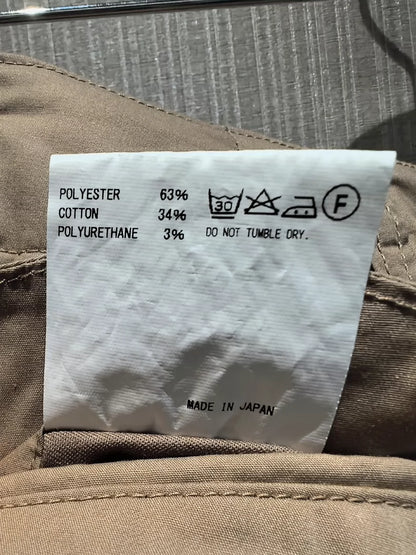 POLYESTER 63%
COTTON 34%
POLYURETHANE 3%
30 F
DO NOT TUMBLE DRY.
MADE IN JAPAN